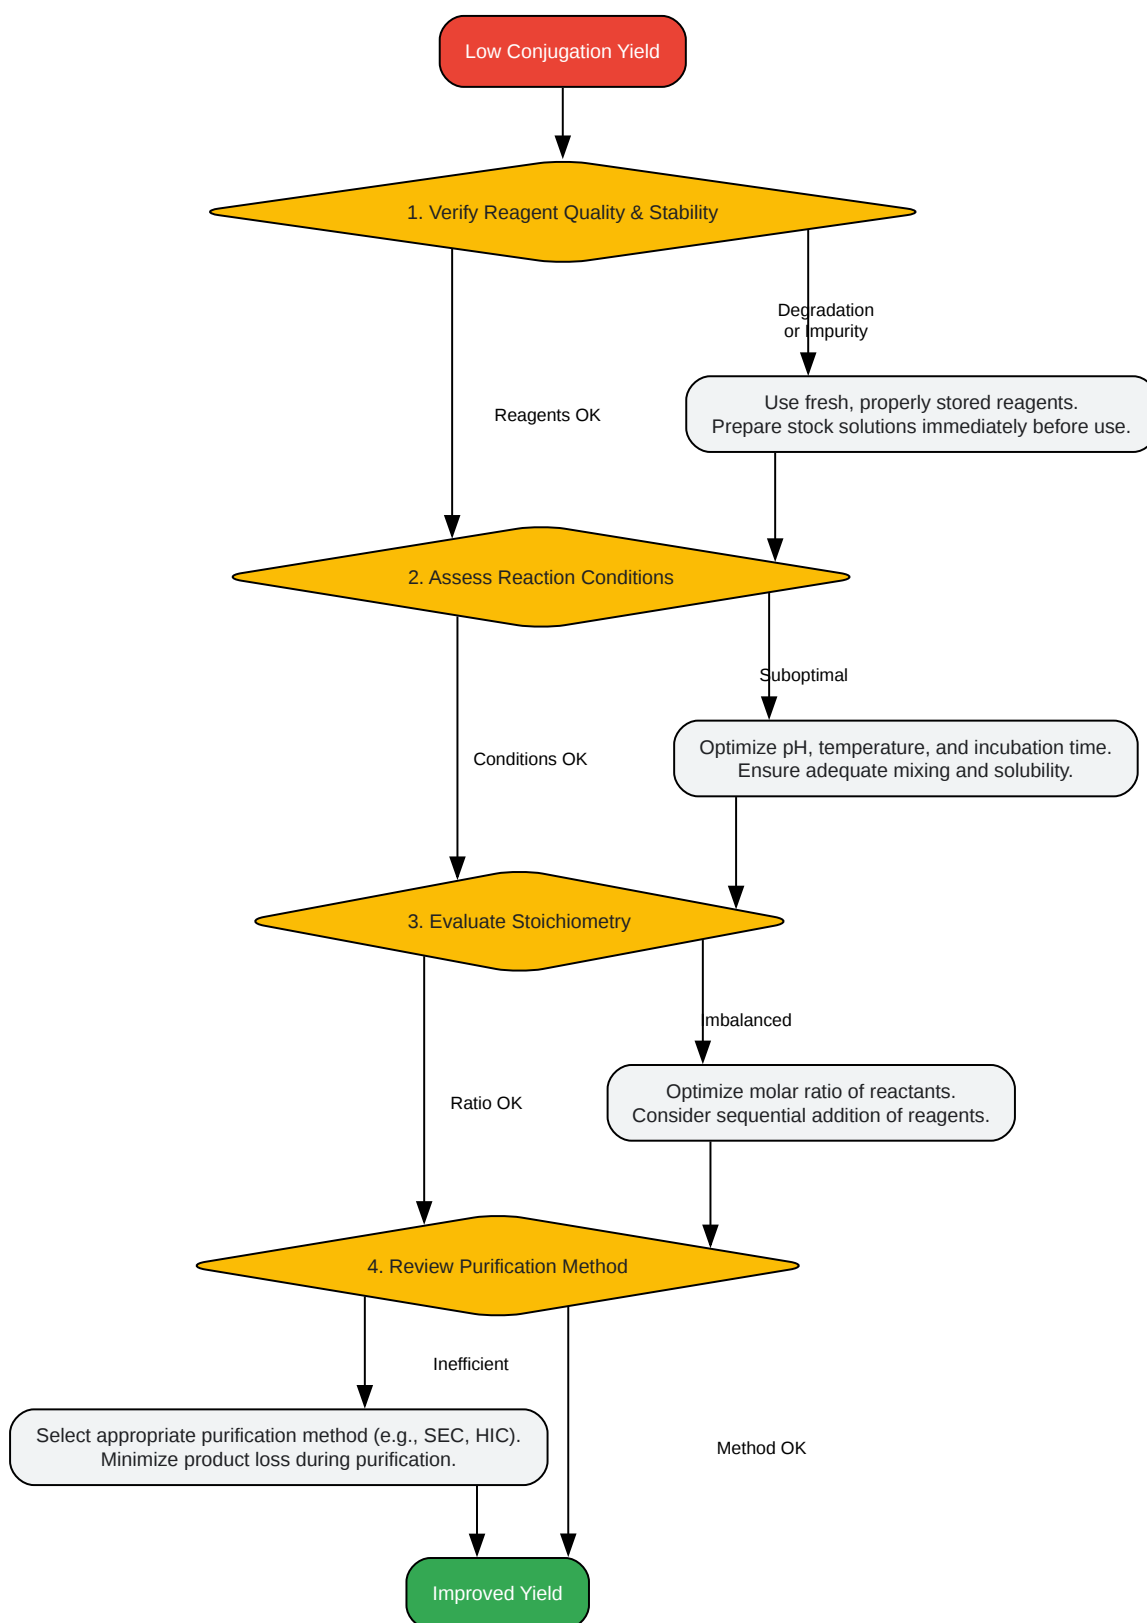 Low Conjugation Yield
1. Verify Reagent Quality & Stability
Degradation
or Impurity
Use fresh, properly stored reagents.
Prepare stock solutions immediately before use.
Reagents OK
2. Assess Reaction Conditions
Suboptimal
Optimize pH, temperature, and incubation time.
Ensure adequate mixing and solubility.
Conditions OK
3. Evaluate Stoichiometry
Imbalanced
Optimize molar ratio of reactants.
Consider sequential addition of reagents.
Ratio OK
4. Review Purification Method
Inefficient
Select appropriate purification method (e.g., SEC, HIC).
Minimize product loss during purification.
Method OK
Improved Yield